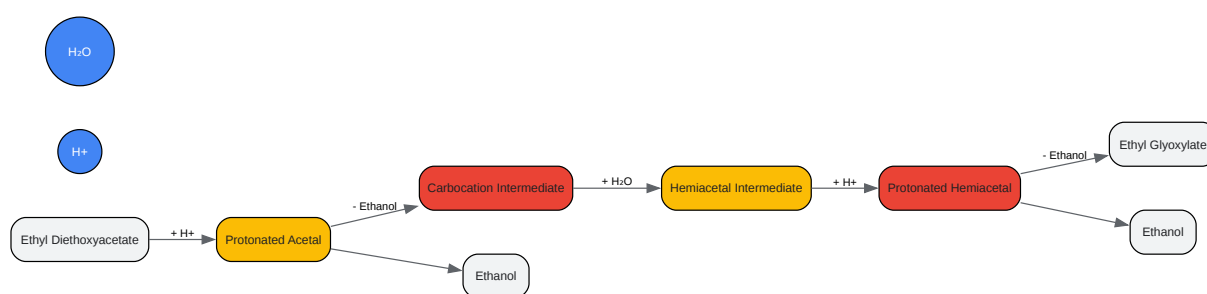 H₂O
H+
Ethyl Diethoxyacetate
+ H+
Protonated Acetal
- Ethanol
Carbocation Intermediate
Ethanol
+ H₂O
Hemiacetal Intermediate
+ H+
Protonated Hemiacetal
- Ethanol
Ethyl Glyoxylate
Ethanol